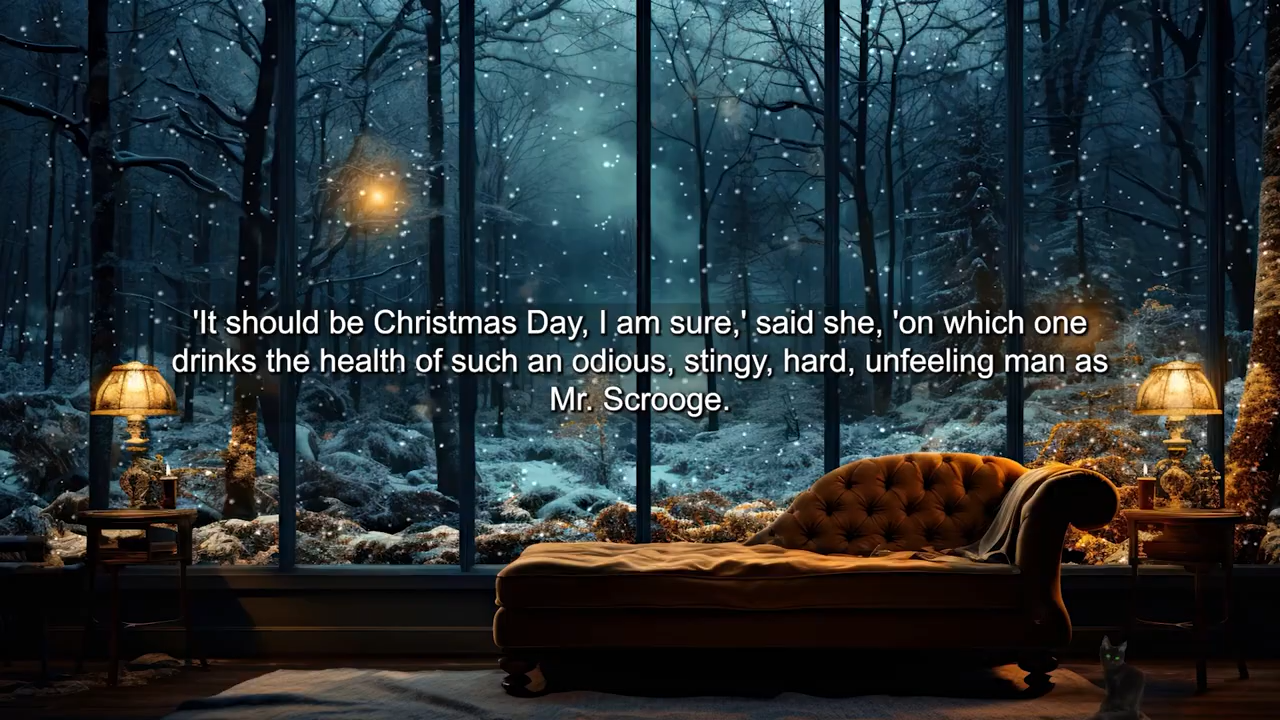 'It should be Christmas Day, I am sure,' said she, 'on which one
drinks the health of such an odious, stingy, hard, unfeeling man as
Mr. Scrooge.